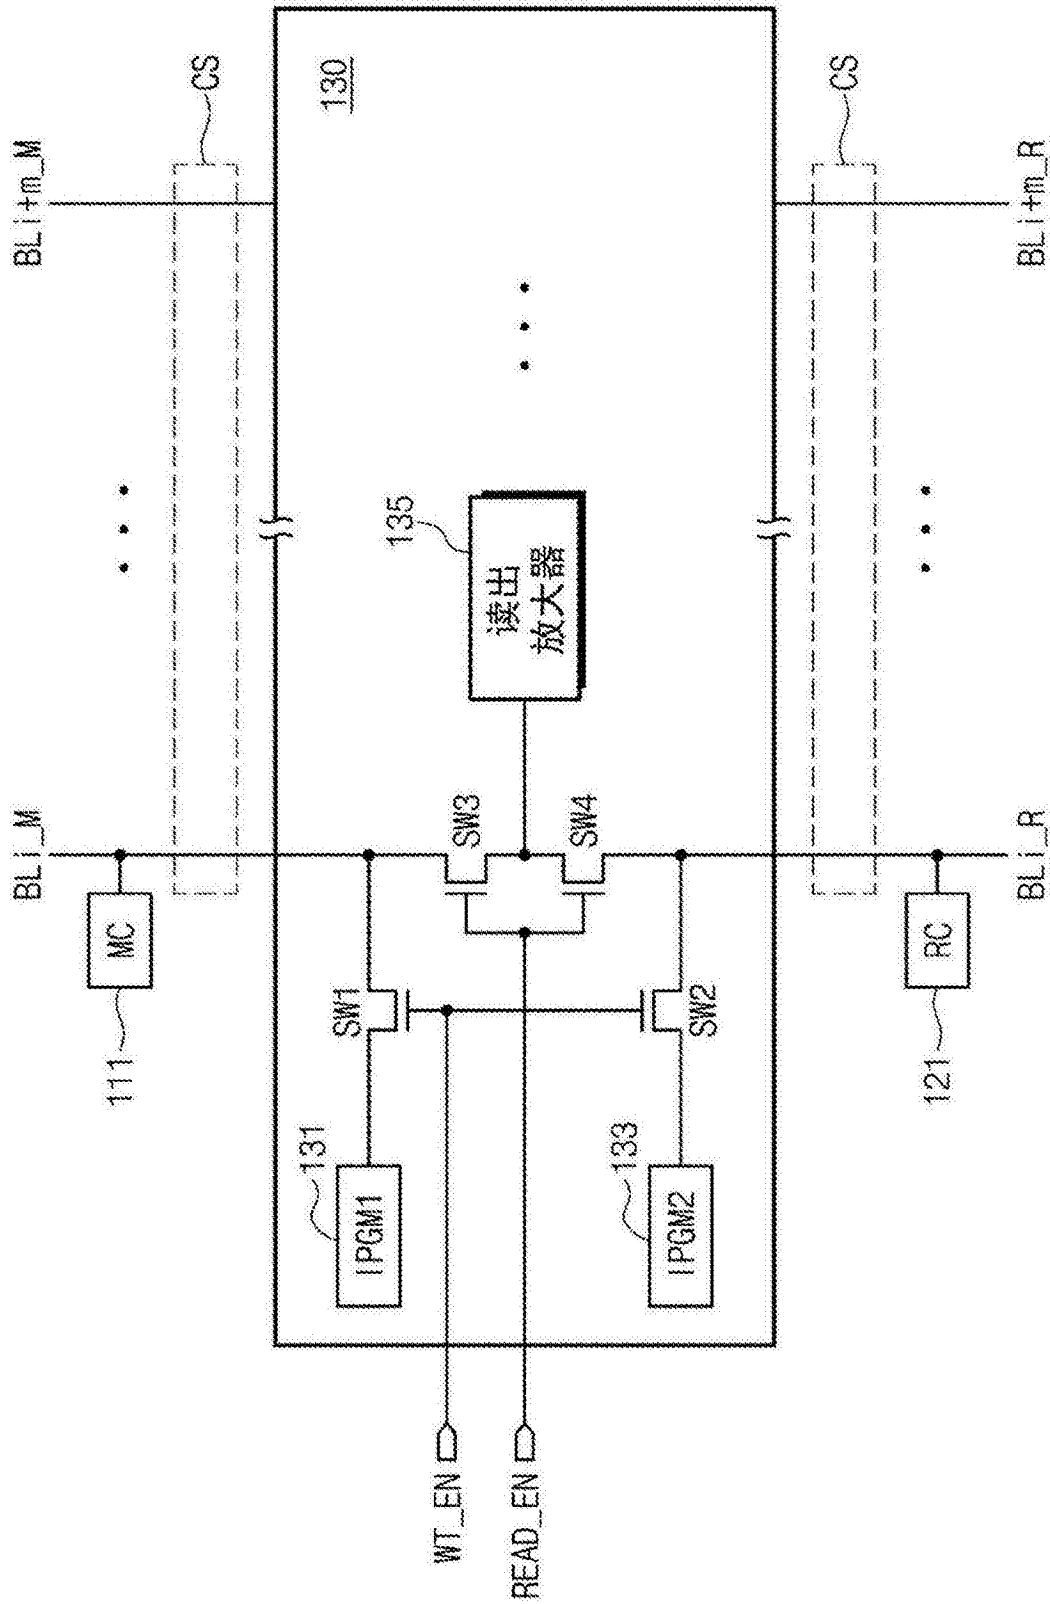 BLi_M
BLi+m_M
MC
111
CS
130
IPGM1
131
SW1
SW3
读出
放大器
135
WT_EN
READ_EN
IPGM2
133
SW2
SW4
CS
RC
121
BLi_R
BLi+m_R